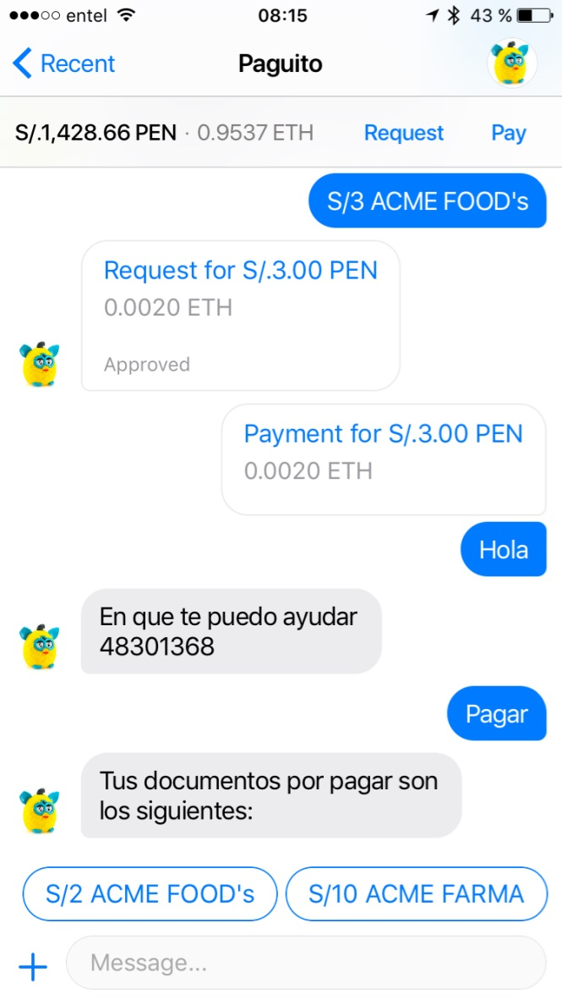 entel 08:15 43 %
Recent Paguito
S/.1,428.66 PEN · 0.9537 ETH Request Pay
S/3 ACME FOOD's
Request for S/.3.00 PEN
0.0020 ETH
Approved
Payment for S/.3.00 PEN
0.0020 ETH
Hola
En que te puedo ayudar
48301368
Pagar
Tus documentos por pagar son
los siguientes:
S/2 ACME FOOD's S/10 ACME FARMA
Message...